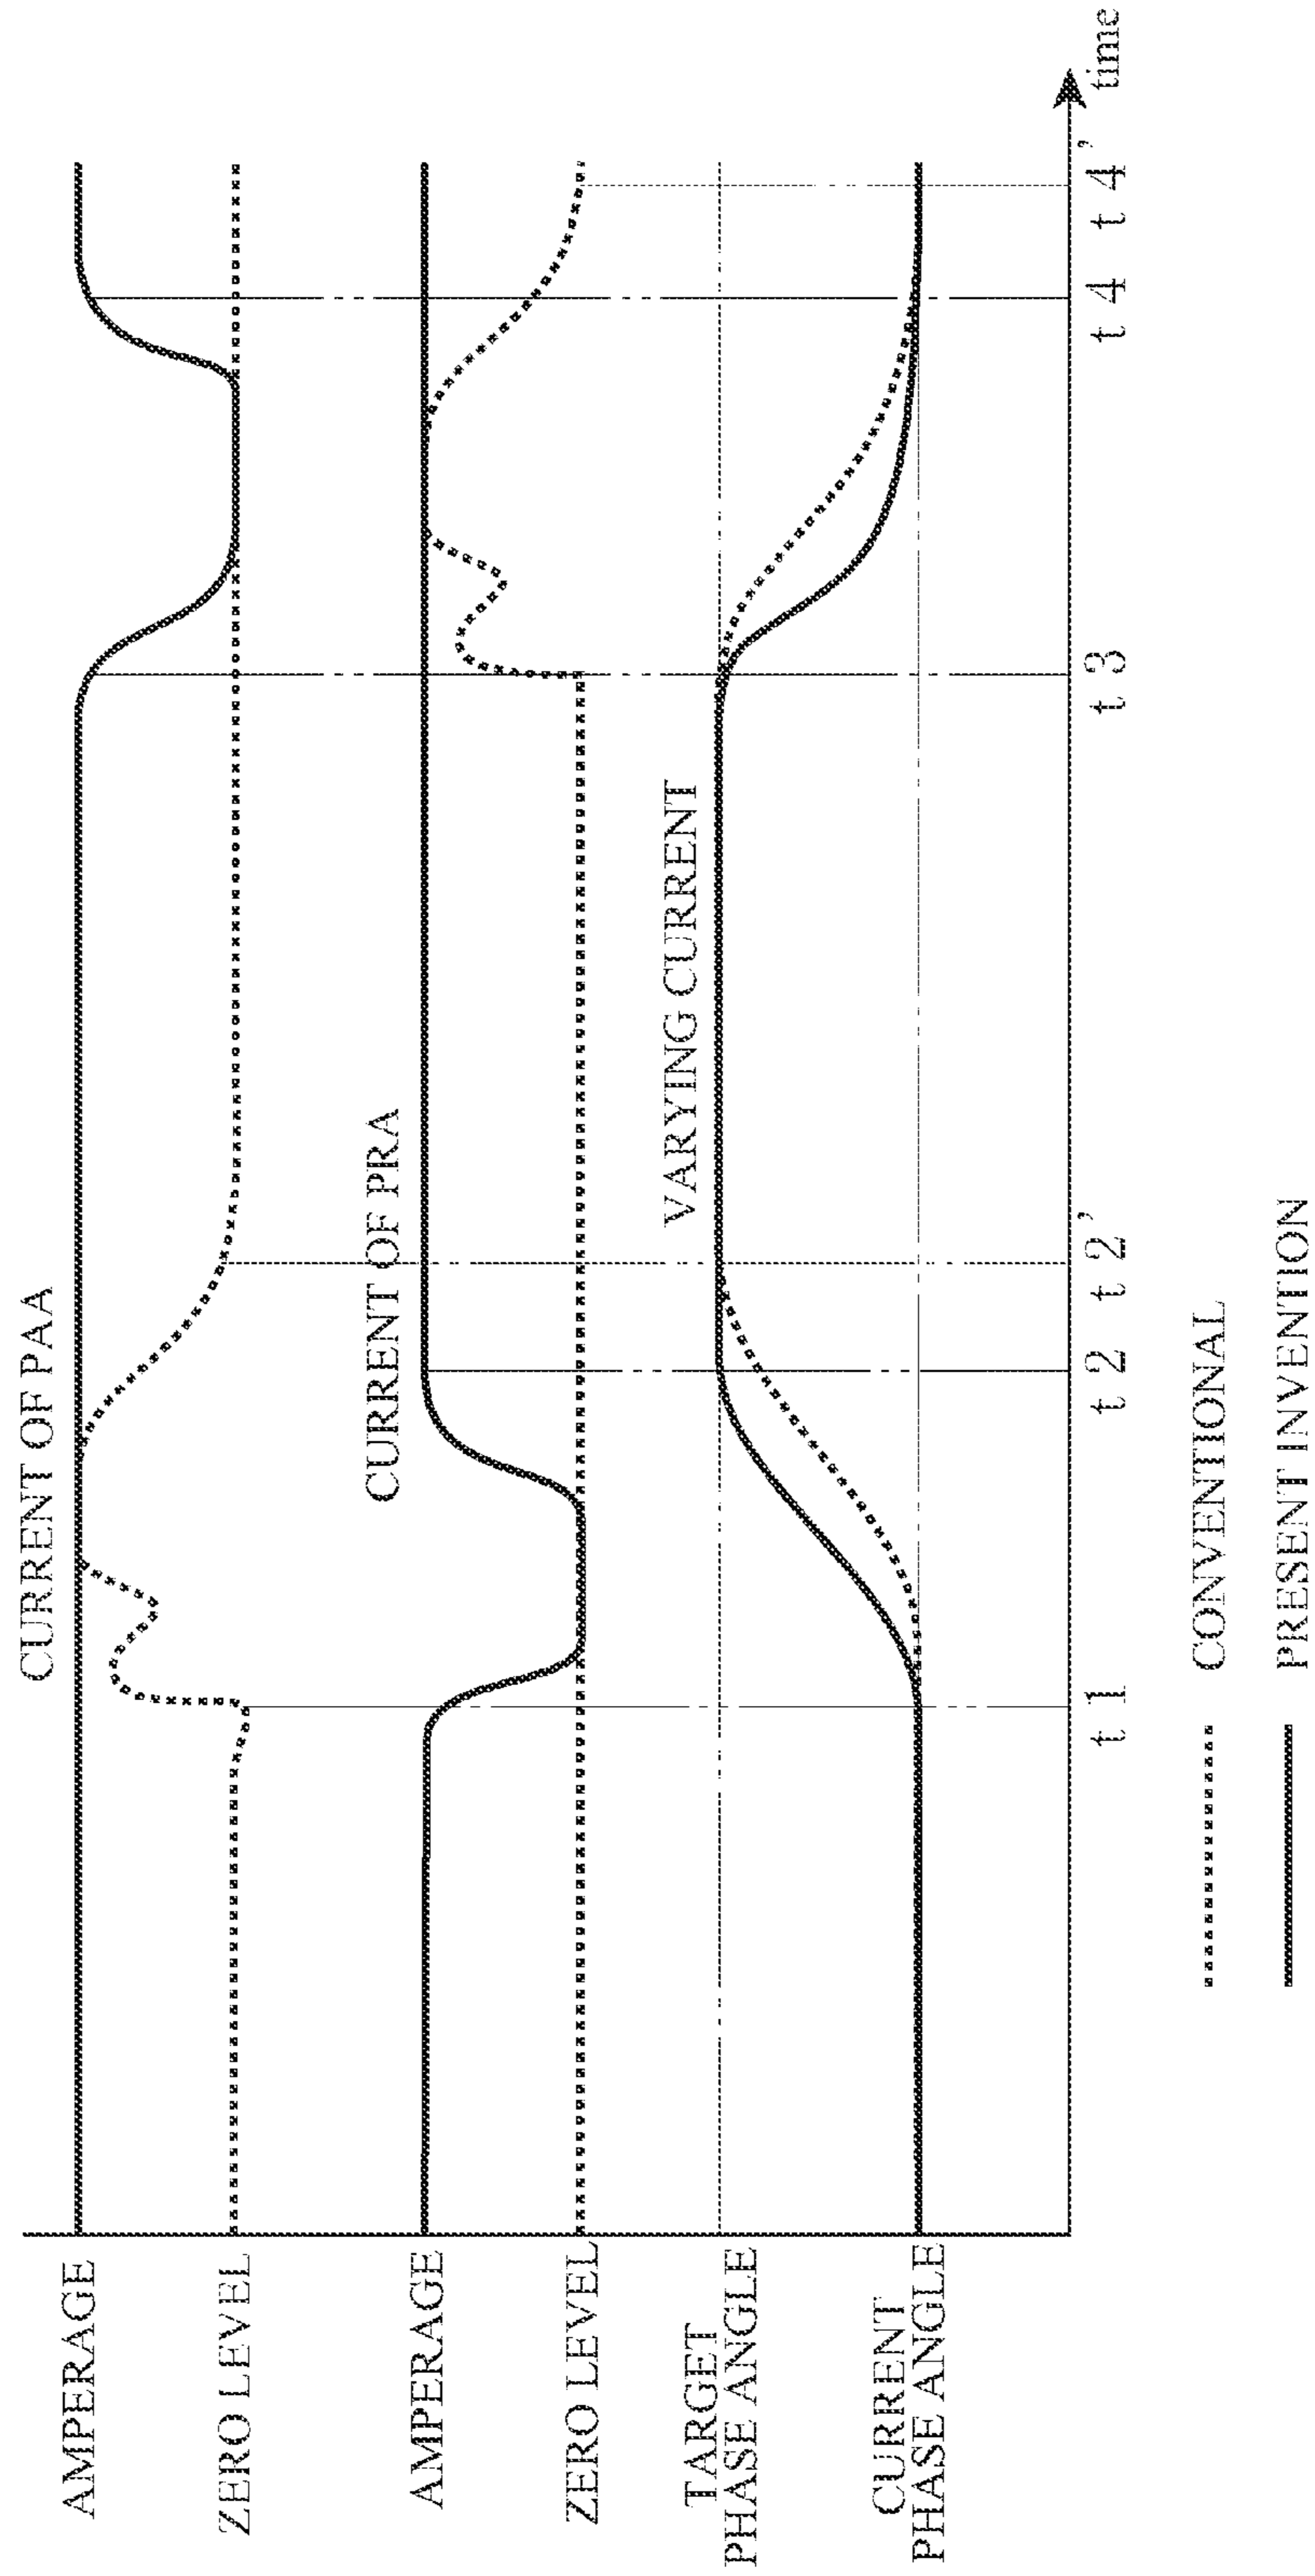 CURRENT OF PAA
AMPERAGE
ZERO LEVEL
CURRENT OF PRA
AMPERAGE
ZERO LEVEL
VARYING CURRENT
TARGET
PHASE ANGLE
CURRENT
PHASE ANGLE
t 1 t 2 t 2' t 3 t 4 t 4' time
CONVENTIONAL
PRESENT INVENTION